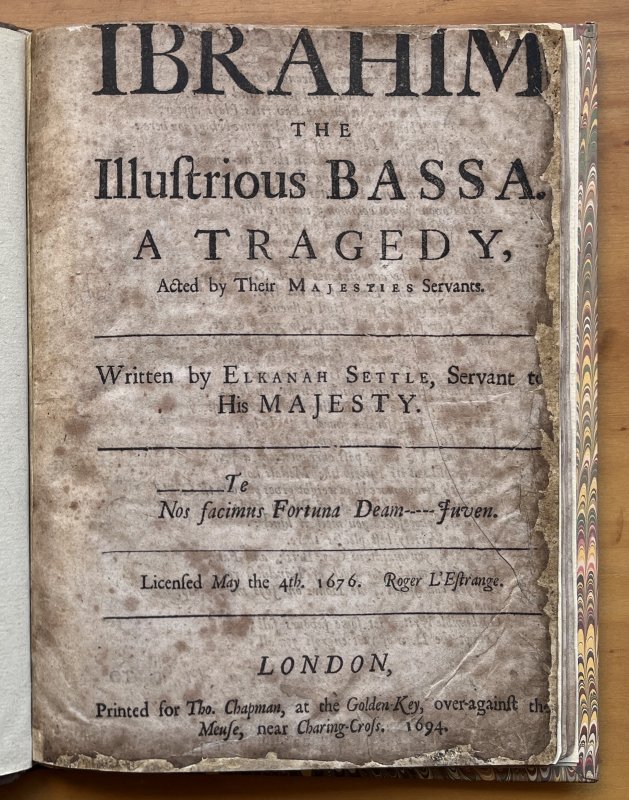 IBRAHIM
THE
Illuſtrious BASSA.
A TRAGEDY,
Acted by Their MAJESTIES Servants.
Written by ELKANAH SETTLE, Servant to
His MAJESTY.
————Te
Nos facimus Fortuna Deam-----Juven.
Licenſed May the 4th. 1676. Roger L'Eſtrange.
LONDON,
Printed for Tho. Chapman, at the Golden-Key, over-againſt the
Meuſe, near Charing-Croſs. 1694.